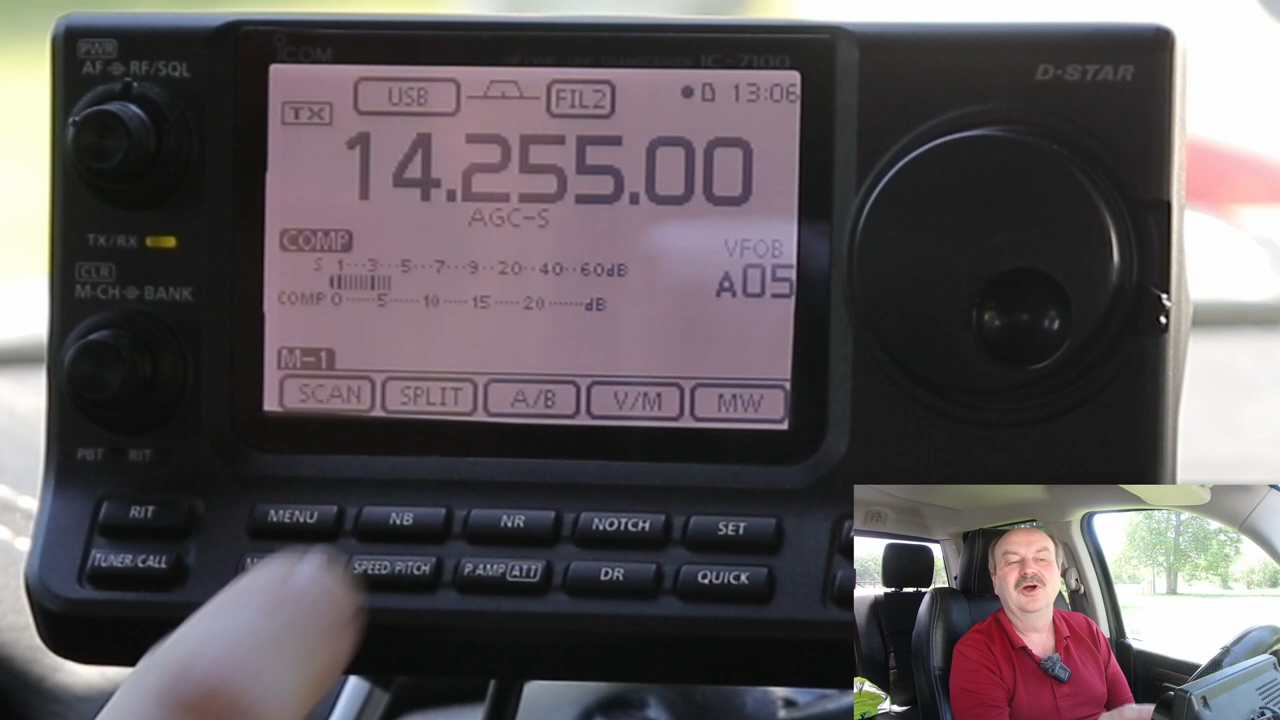 PWR
AF RF/SQL
ICOM
IC-7100
D-STAR
USB FIL2 13:06
TX
14.255.00
AGC-S
TX/RX
COMP
VFOB
S 1···3···5···7···9···20···40···60dB
A05
CLR
M-CH BANK
COMP 0·····5·····10·····15·····20······dB
M-1
SCAN SPLIT A/B V/M MW
PBT RIT
RIT MENU NB NR NOTCH SET
TUNER/CALL SPEED/PITCH P.AMP ATT DR QUICK